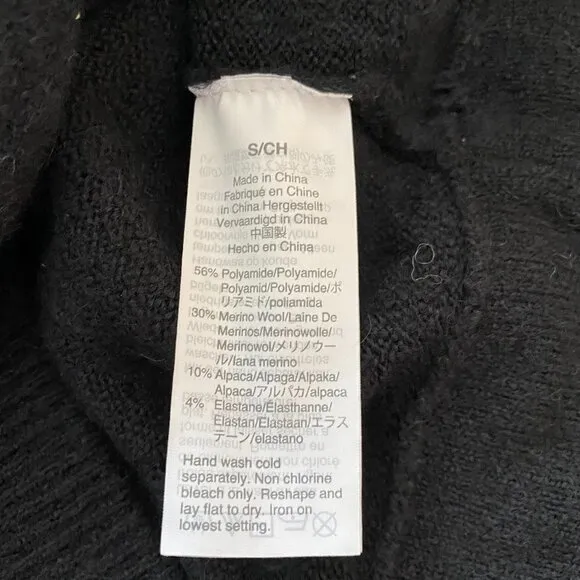 S/CH
Made in China
Fabriqué en Chine
in China Hergestellt
Vervaardigd in China
中国製
Hecho en China
56% Polyamide/Polyamide/
Polyamid/Polyamide/ポ
リアミド/poliamida
30% Merino Wool/Laine De
Merinos/Merinowolle/
Merinowol/メリノウー
ル/lana merino
10% Alpaca/Alpaga/Alpaka/
Alpaca/アルパカ/alpaca
4% Elastane/Elasthanne/
Elastan/Elastaan/エラス
テーン/elastano
Hand wash cold
separately. Non chlorine
bleach only. Reshape and
lay flat to dry. Iron on
lowest setting.